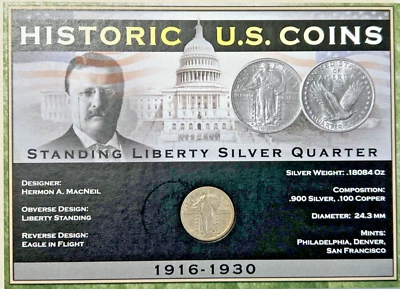 HISTORIC ★ U.S. COINS
STANDING LIBERTY SILVER QUARTER
DESIGNER:
HERMON A. MACNEIL
OBVERSE DESIGN:
LIBERTY STANDING
REVERSE DESIGN:
EAGLE IN FLIGHT
SILVER WEIGHT: .18084 OZ
COMPOSITION:
.900 SILVER, .100 COPPER
DIAMETER: 24.3 MM
MINTS:
PHILADELPHIA, DENVER,
SAN FRANCISCO
1916-1930